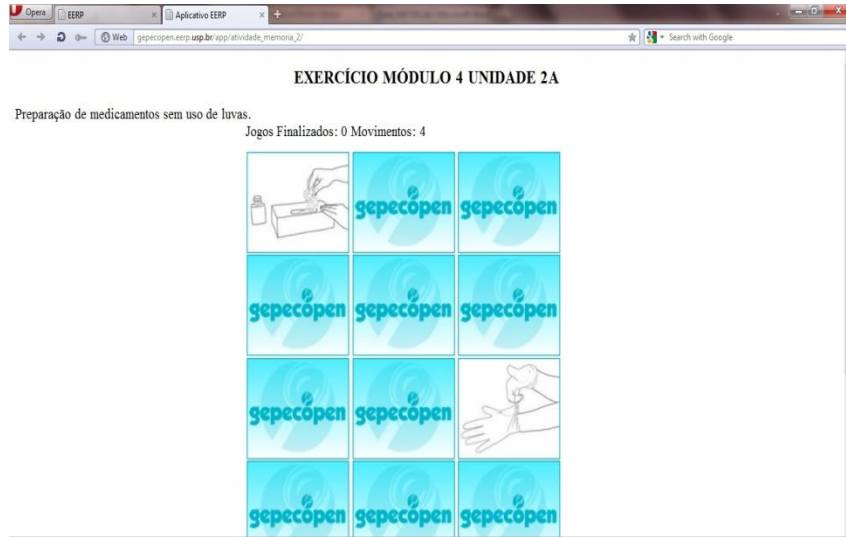 Opera EERP Aplicativo EERP
Web gepecopen.eerp.usp.br/app/atividade_memoria_2/ Search with Google
EXERCÍCIO MÓDULO 4 UNIDADE 2A
Preparação de medicamentos sem uso de luvas.
Jogos Finalizados: 0 Movimentos: 4
gepecopen gepecopen
gepecopen gepecopen gepecopen
gepecopen gepecopen
gepecopen gepecopen gepecopen